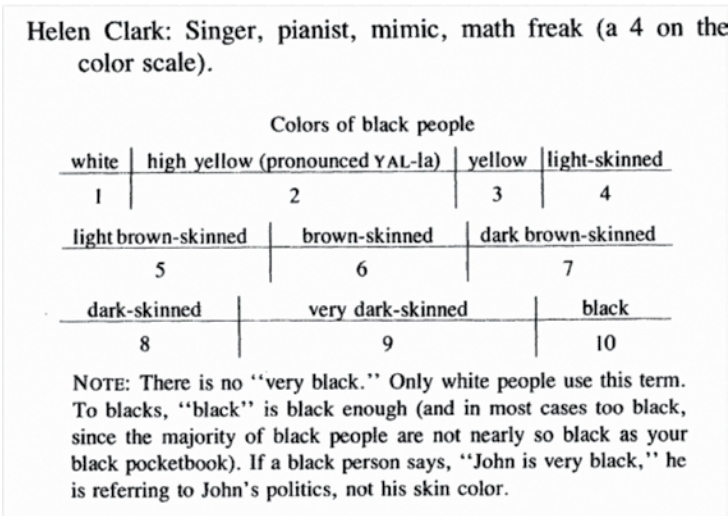 Helen Clark: Singer, pianist, mimic, math freak (a 4 on the
color scale).
Colors of black people
white high yellow (pronounced YAL-la) yellow light-skinned
1 2 3 4
light brown-skinned brown-skinned dark brown-skinned
5 6 7
dark-skinned very dark-skinned black
8 9 10
NOTE: There is no “very black.” Only white people use this term.
To blacks, “black” is black enough (and in most cases too black,
since the majority of black people are not nearly so black as your
black pocketbook). If a black person says, “John is very black,” he
is referring to John's politics, not his skin color.